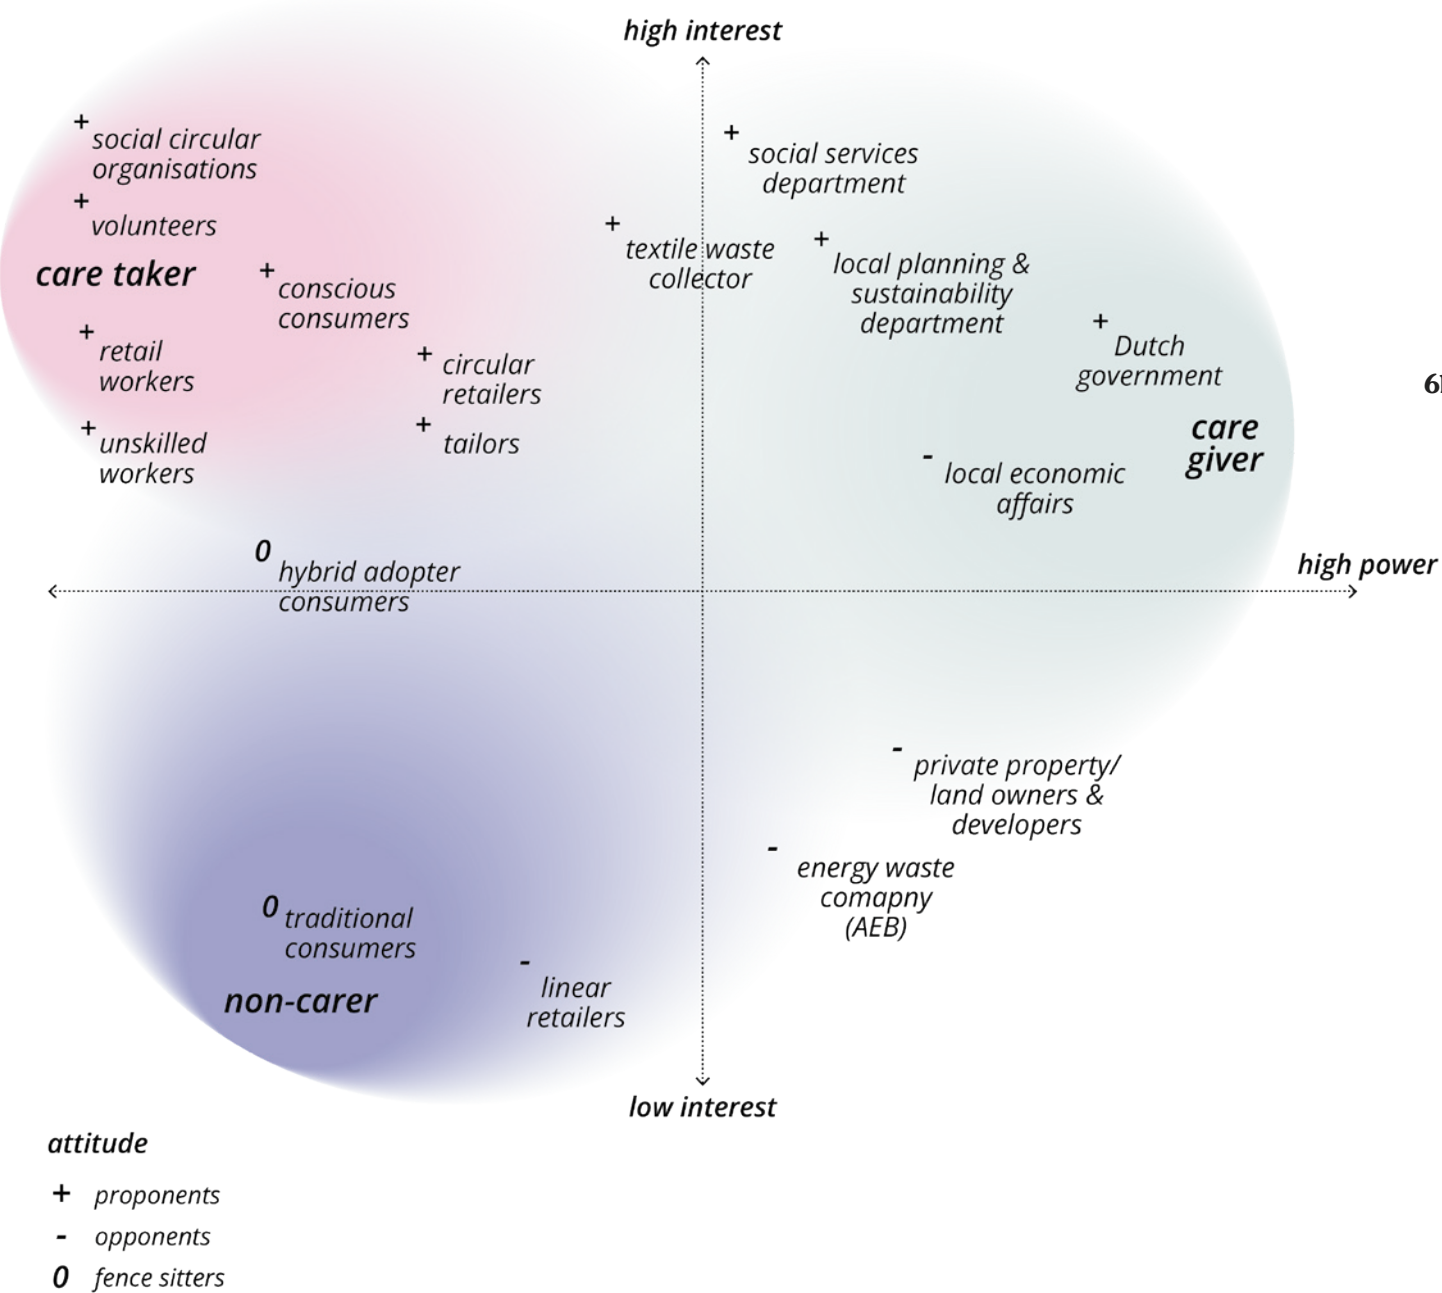 high interest
+
social circular
organisations
+
volunteers
care taker
+
conscious
consumers
+
retail
workers
+
circular
retailers
+
unskilled
workers
+
tailors
+
textile waste
collector
+
social services
department
+
local planning &
sustainability
department
+
Dutch
government
care
giver
-
local economic
affairs
high power
0
hybrid adopter
consumers
-
private property/
land owners &
developers
-
energy waste
comapny
(AEB)
0
traditional
consumers
non-carer
-
linear
retailers
low interest
attitude
+ proponents
- opponents
0 fence sitters